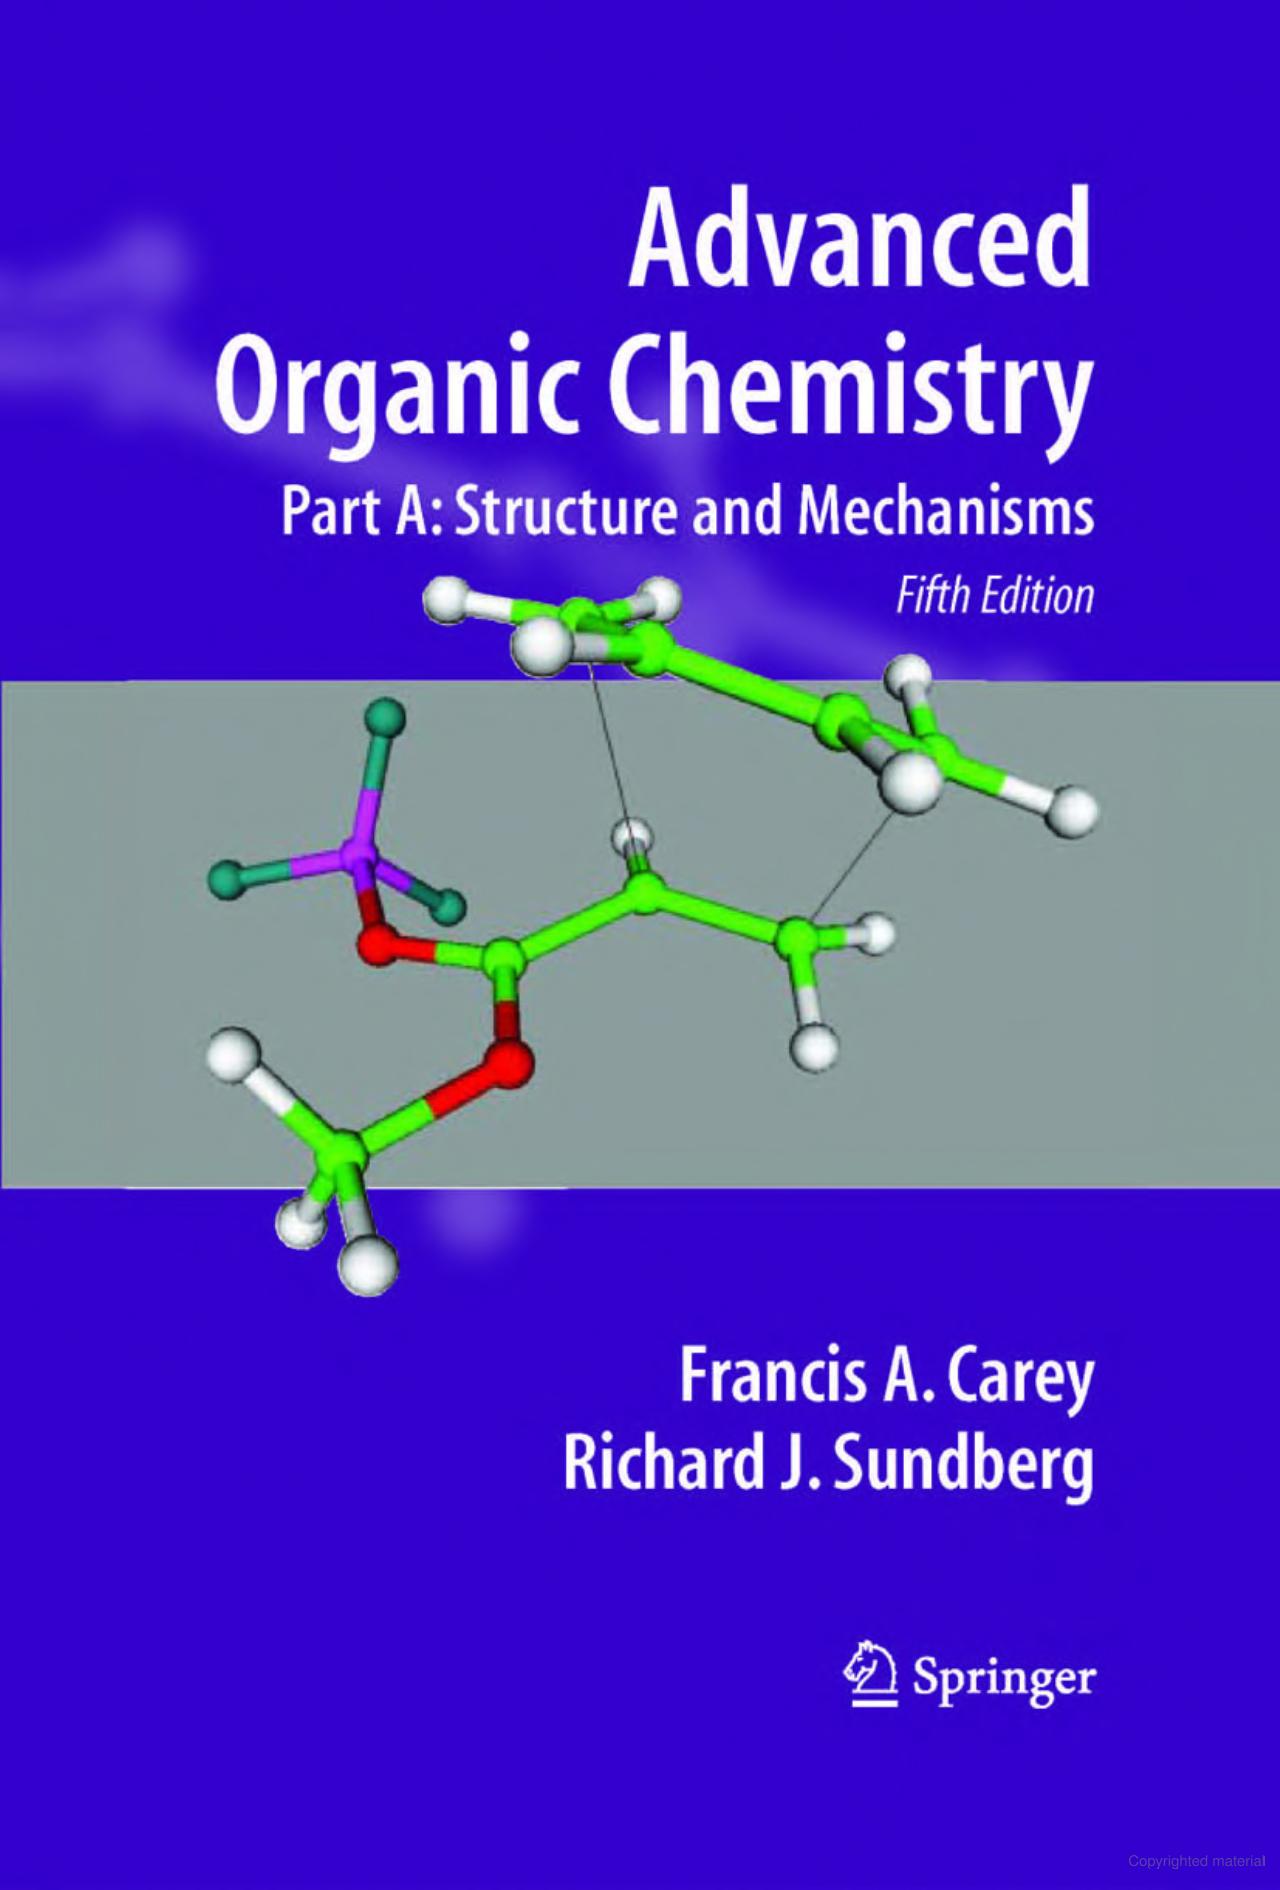 Advanced
Organic Chemistry
Part A: Structure and Mechanisms
Fifth Edition
Francis A. Carey
Richard J. Sundberg
Springer
Copyrighted material